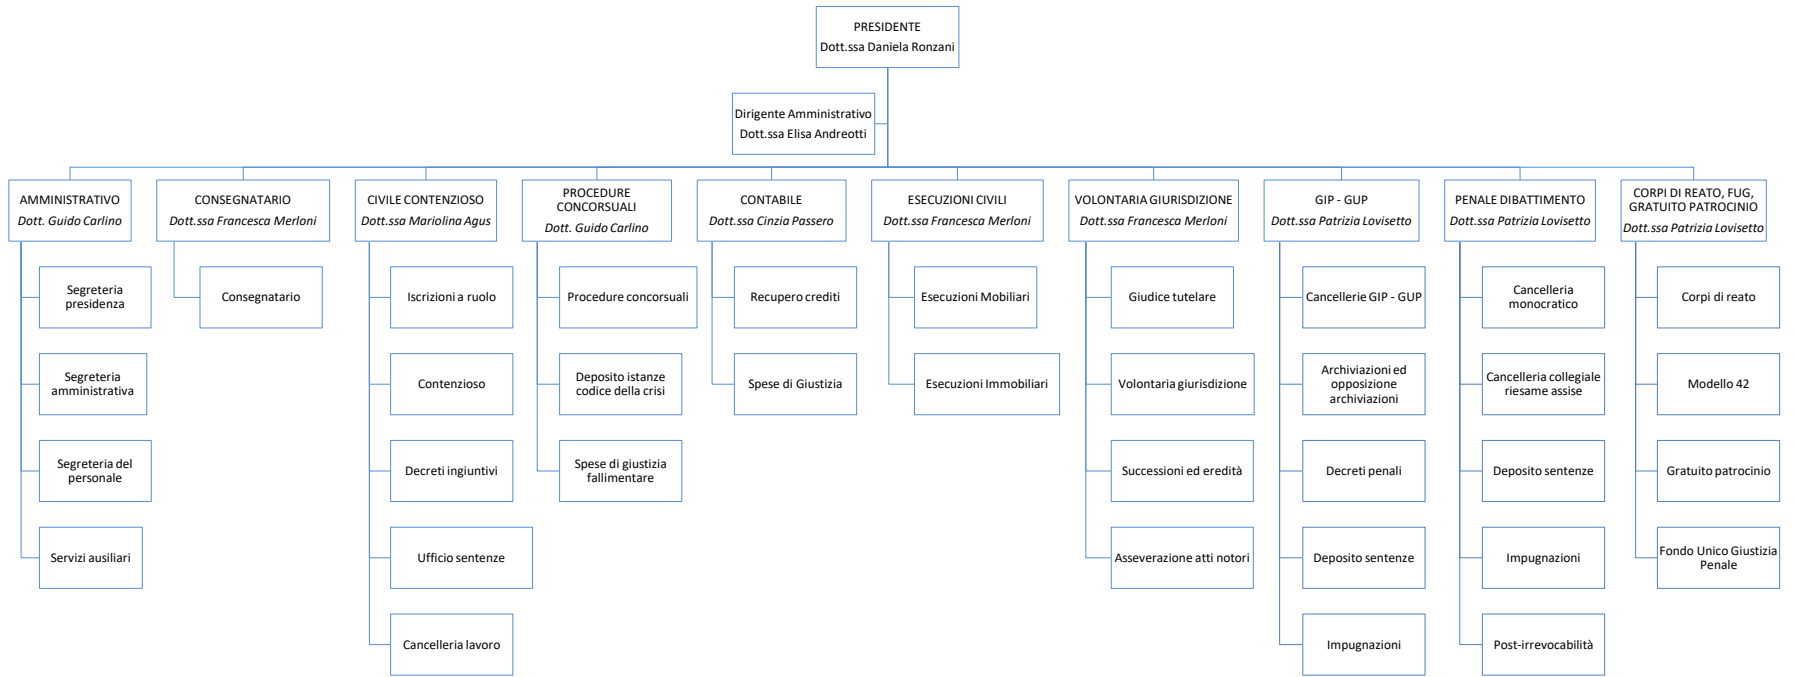 PRESIDENTE
Dott.ssa Daniela Ronzani
Dirigente Amministrativo
Dott.ssa Elisa Andreotti
AMMINISTRATIVO
Dott. Guido Carlino
Segreteria
presidenza
Segreteria
amministrativa
Segreteria del
personale
Servizi ausiliari
CONSEGNATARIO
Dott.ssa Francesca Merloni
Consegnatario
CIVILE CONTENZIOSO
Dott.ssa Mariolina Agus
Iscrizioni a ruolo
Contenzioso
Decreti ingiuntivi
Ufficio sentenze
Cancelleria lavoro
PROCEDURE
CONCORSUALI
Dott. Guido Carlino
Procedure concorsuali
Deposito istanze
codice della crisi
Spese di giustizia
fallimentare
CONTABILE
Dott.ssa Cinzia Passero
Recupero crediti
Spese di Giustizia
ESECUZIONI CIVILI
Dott.ssa Francesca Merloni
Esecuzioni Mobiliari
Esecuzioni Immobiliari
VOLONTARIA GIURISDIZIONE
Dott.ssa Francesca Merloni
Giudice tutelare
Volontaria giurisdizione
Successioni ed eredità
Asseverazione atti notori
GIP - GUP
Dott.ssa Patrizia Lovisetto
Cancellerie GIP - GUP
Archiviazioni ed
opposizione
archiviazioni
Decreti penali
Deposito sentenze
Impugnazioni
PENALE DIBATTIMENTO
Dott.ssa Patrizia Lovisetto
Cancelleria
monocratico
Cancelleria collegiale
riesame assise
Deposito sentenze
Impugnazioni
Post-irrevocabilità
CORPI DI REATO, FUG,
GRATUITO PATROCINIO
Dott.ssa Patrizia Lovisetto
Corpi di reato
Modello 42
Gratuito patrocinio
Fondo Unico Giustizia
Penale